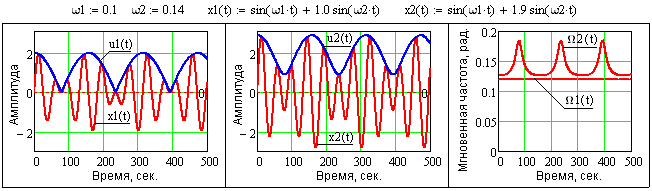 ω1 := 0.1 ω2 := 0.14 x1(t) := sin(ω1·t) + 1.0 sin(ω2·t) x2(t) := sin(ω1·t) + 1.9 sin(ω2·t)
Амплитуда
2
0
− 2
u1(t)
x1(t)
0 100 200 300 400 500
Время, сек.
Амплитуда
2
0
− 2
u2(t)
x2(t)
0 100 200 300 400 500
Время, сек.
Мгновенная частота, рад.
0.2
0.15
0.1
0.05
0
Ω2(t)
Ω1(t)
0 100 200 300 400 500
Время, сек.